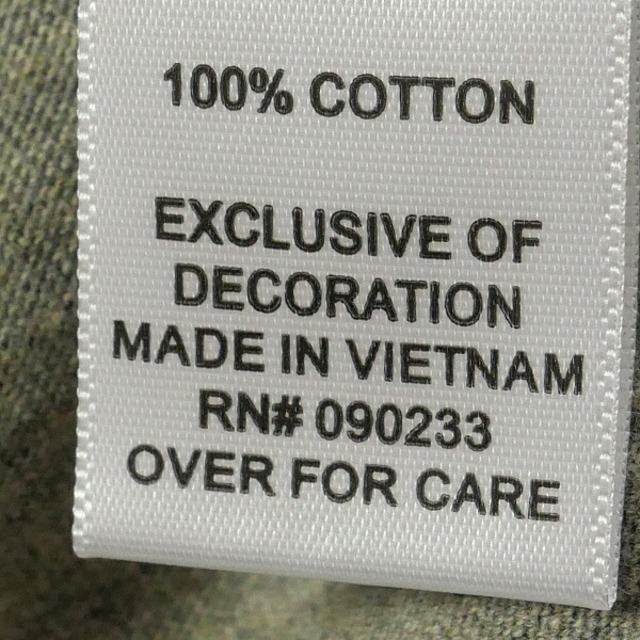 100% COTTON
EXCLUSIVE OF
DECORATION
MADE IN VIETNAM
RN# 090233
OVER FOR CARE